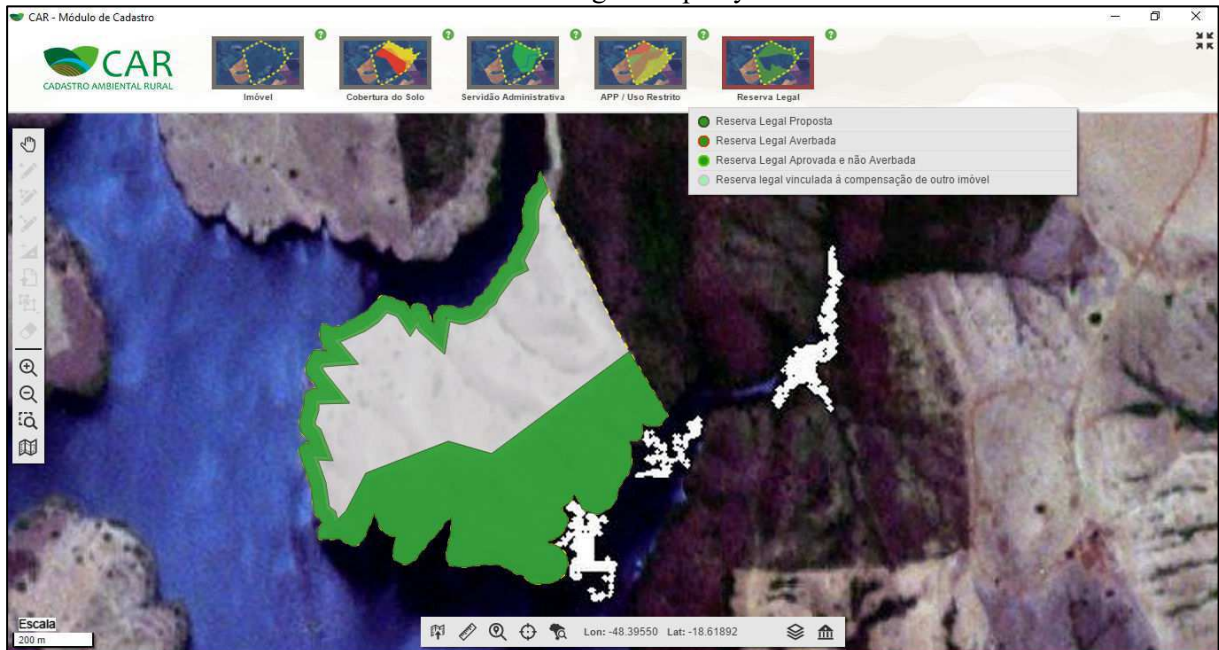 CAR - Módulo de Cadastro
CAR
CADASTRO AMBIENTAL RURAL
Imóvel
Cobertura do Solo
Servidão Administrativa
APP / Uso Restrito
Reserva Legal
Reserva Legal Proposta
Reserva Legal Averbada
Reserva Legal Aprovada e não Averbada
Reserva legal vinculada à compensação de outro imóvel
Escala
200 m
Lon: -48.39550 Lat: -18.61892